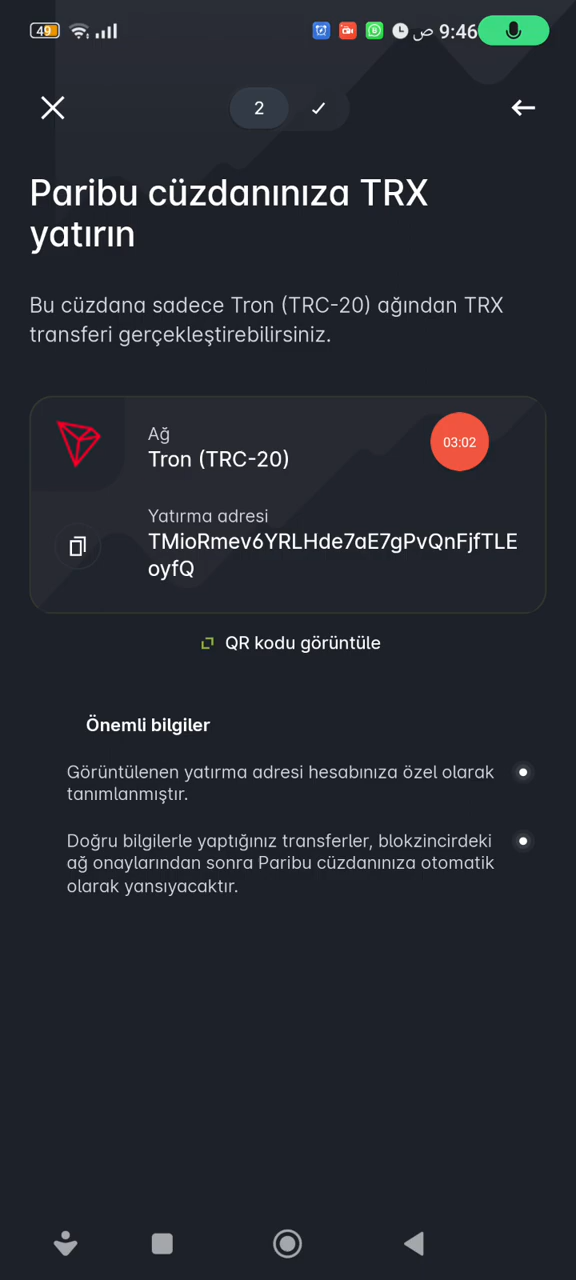 49
ص 9:46
2
Paribu cüzdanınıza TRX
yatırın
Bu cüzdana sadece Tron (TRC-20) ağından TRX
transferi gerçekleştirebilirsiniz.
Ağ
Tron (TRC-20)
03:02
Yatırma adresi
TMioRmev6YRLHde7aE7gPvQnFjfTLE
oyfQ
QR kodu görüntüle
Önemli bilgiler
Görüntülenen yatırma adresi hesabınıza özel olarak
tanımlanmıştır.
Doğru bilgilerle yaptığınız transferler, blokzincirdeki
ağ onaylarından sonra Paribu cüzdanınıza otomatik
olarak yansıyacaktır.